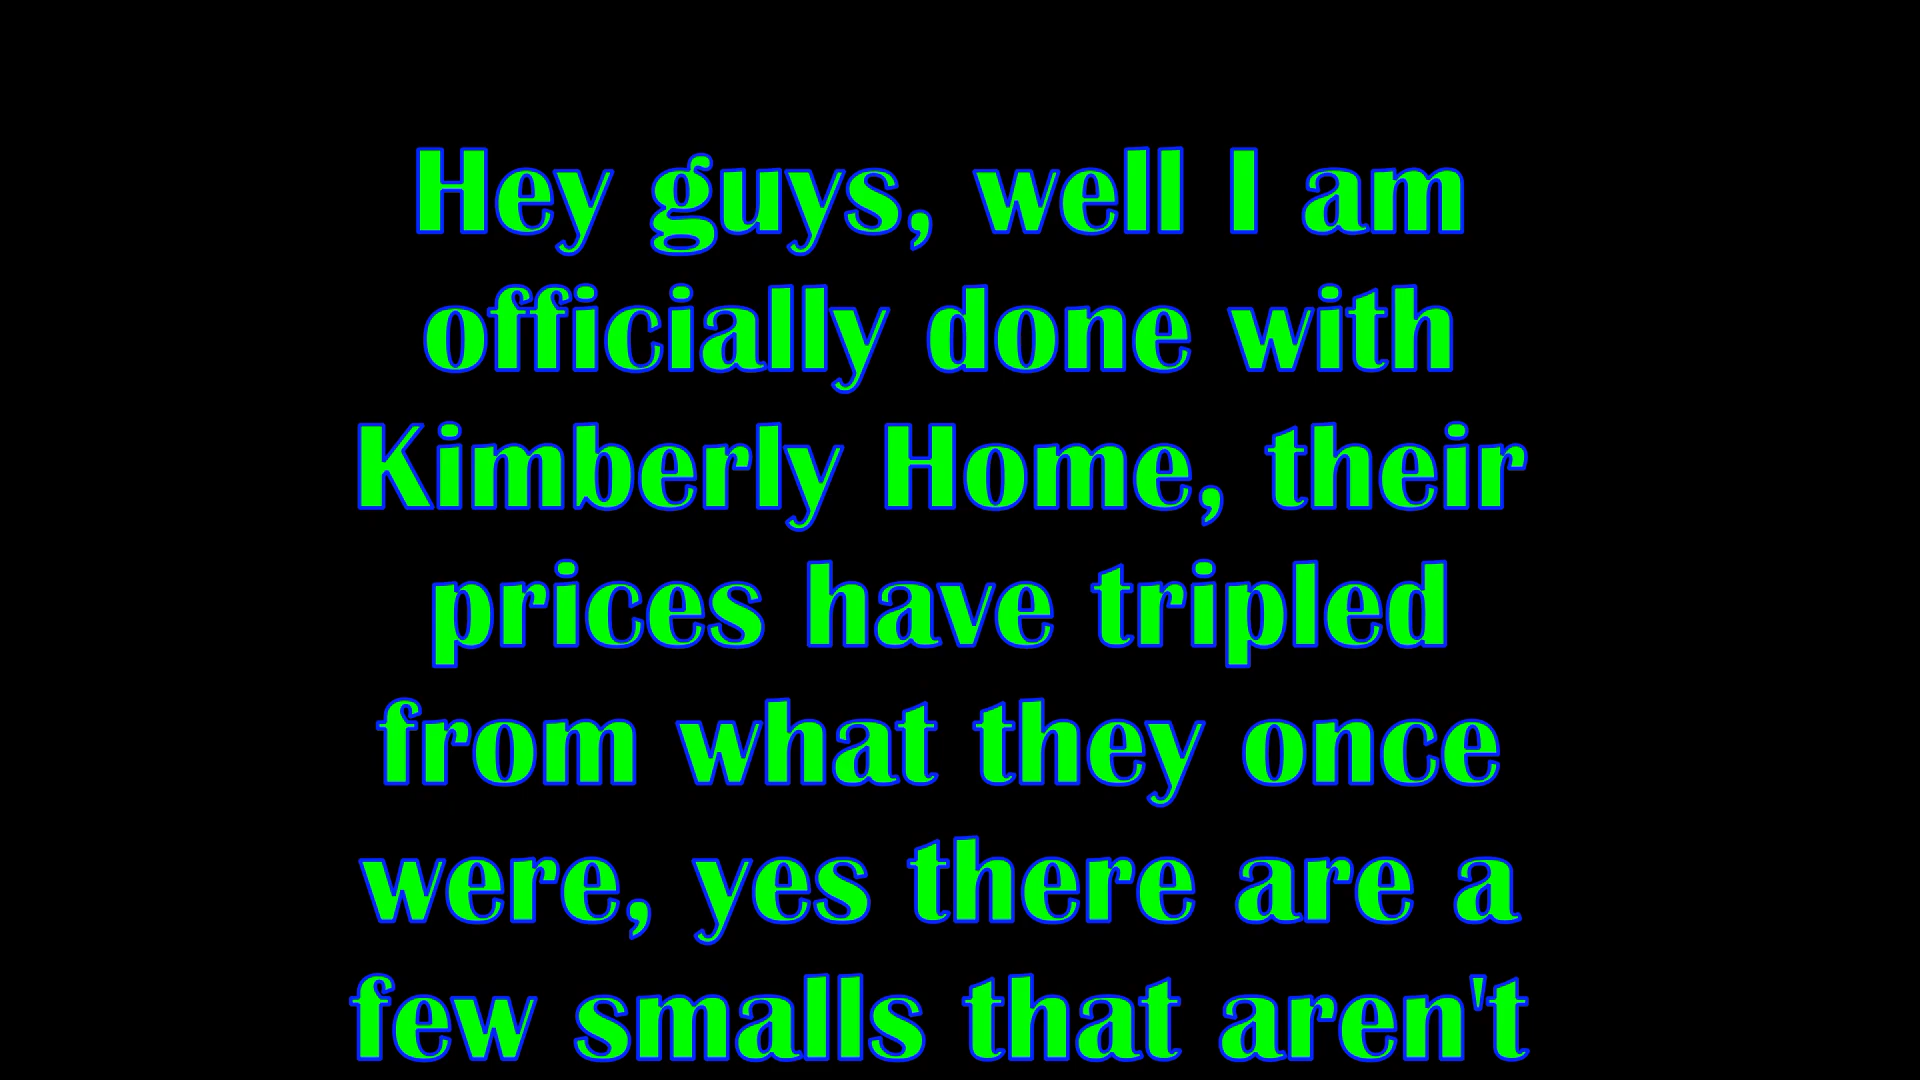 Hey guys, well I am
officially done with
Kimberly Home, their
prices have tripled
from what they once
were, yes there are a
few smalls that aren't